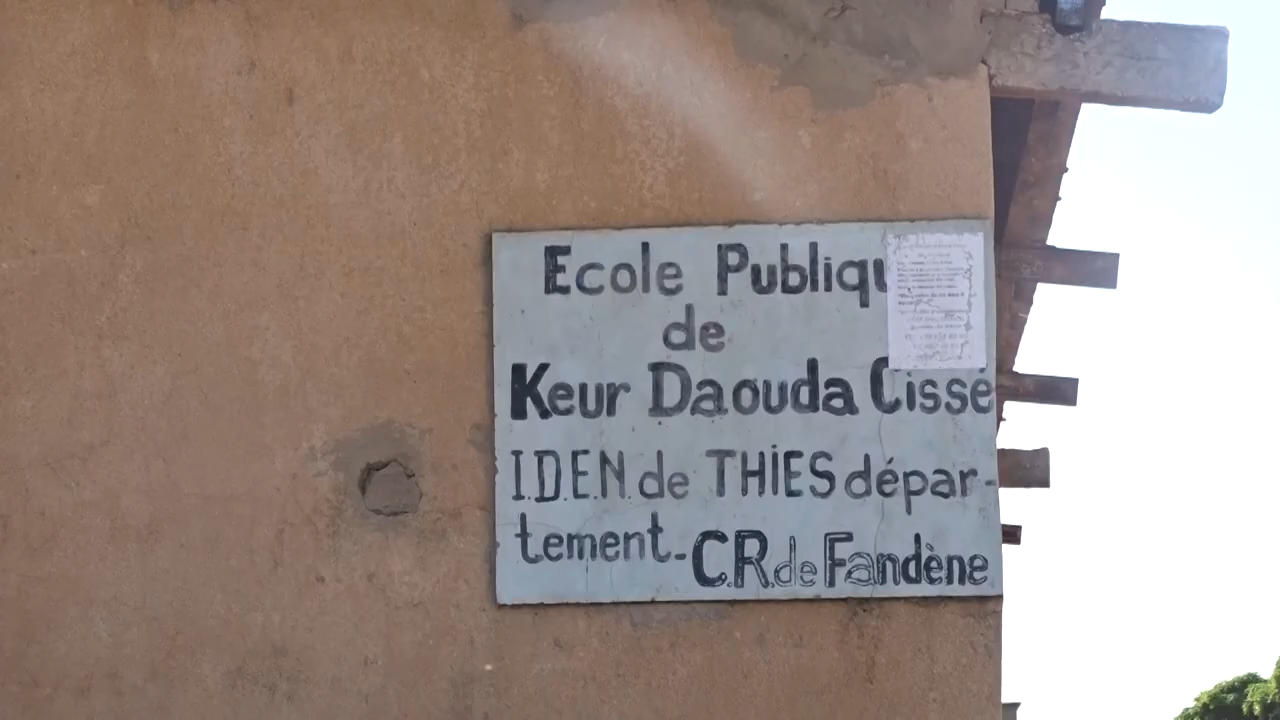 Ecole Publiqu
de
Keur Daouda Cissé
I.D.E.N. de THIES dépar-
tement-C.R. de Fandène